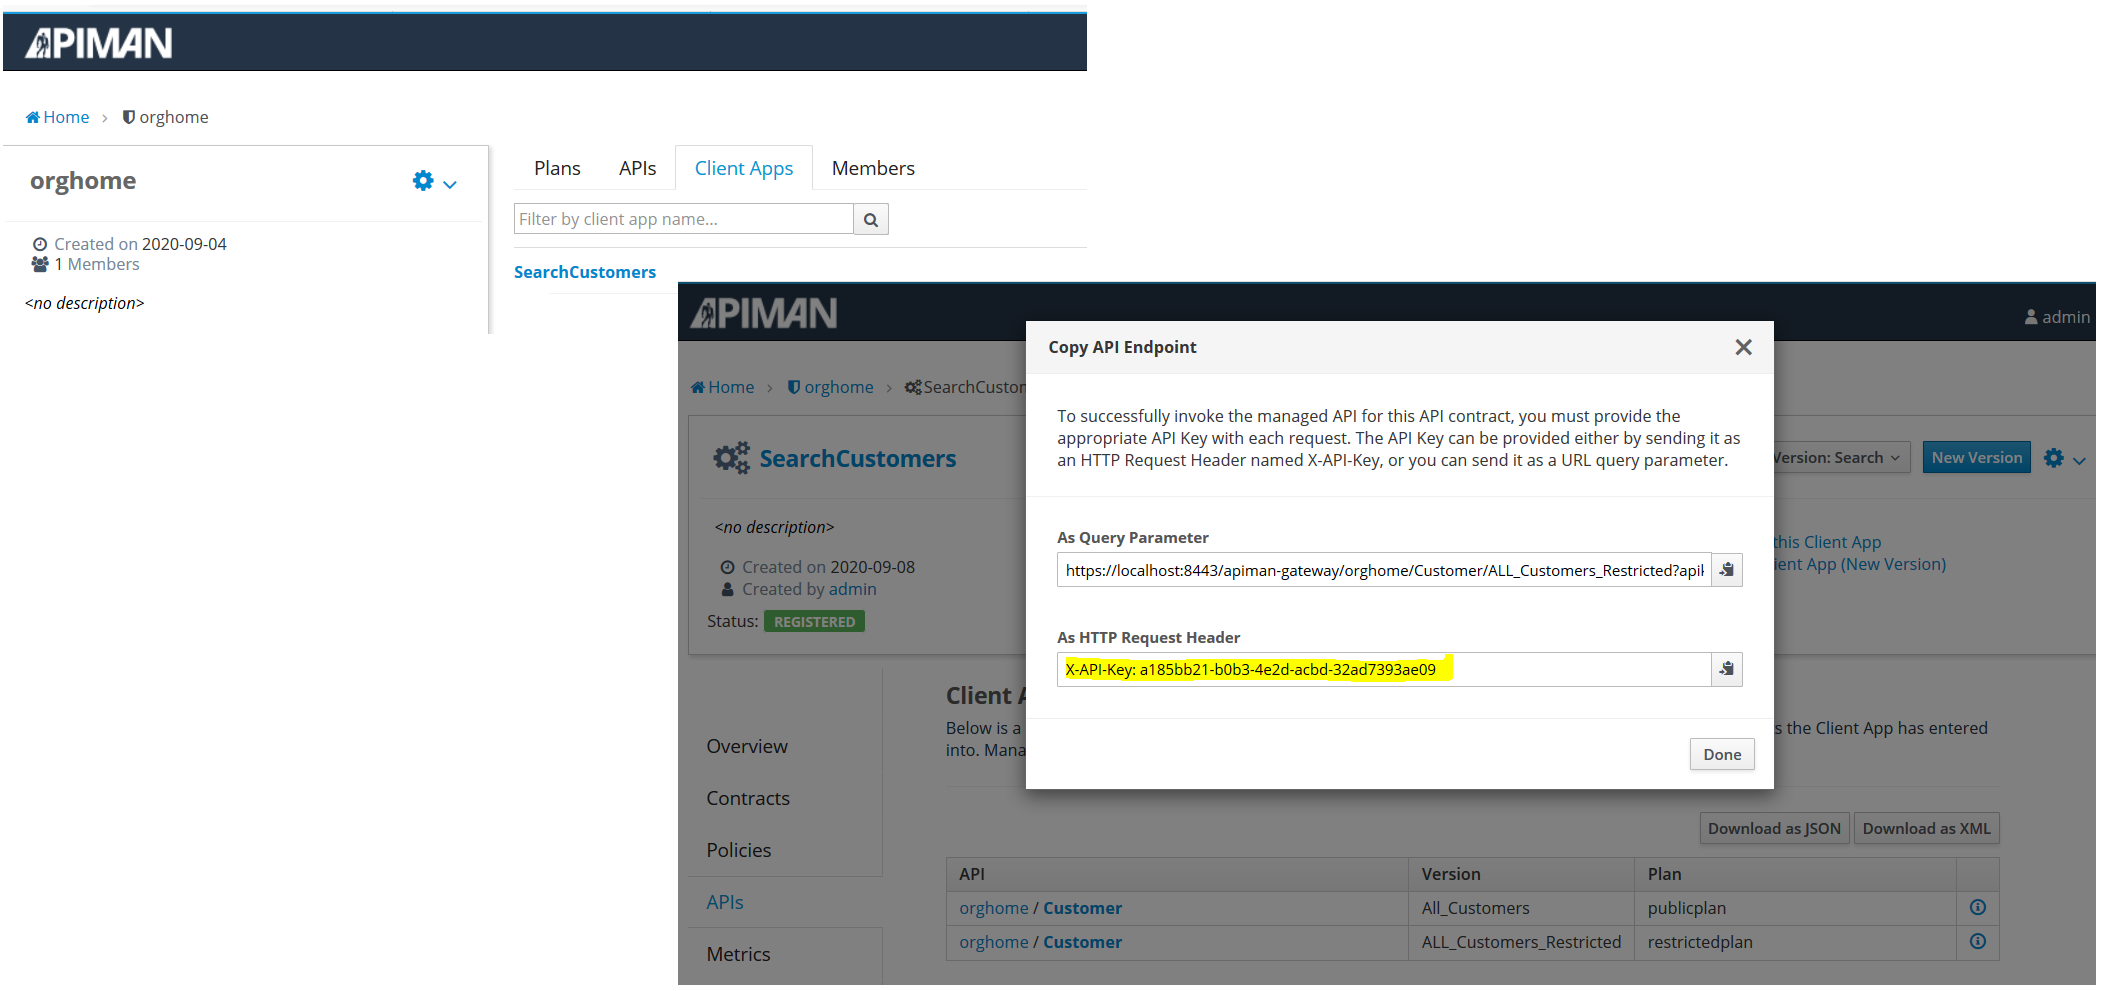 APIMAN
Home > orghome
orghome
Created on 2020-09-04
1 Members
<no description>
Plans APIs Client Apps Members
Filter by client app name...
SearchCustomers
APIMAN
admin
Home > orghome > SearchCuston
SearchCustomers
Version: Search
New Version
<no description>
Created on 2020-09-08
Created by admin
Status: REGISTERED
this Client App
ient App (New Version)
Copy API Endpoint
To successfully invoke the managed API for this API contract, you must provide the
appropriate API Key with each request. The API Key can be provided either by sending it as
an HTTP Request Header named X-API-Key, or you can send it as a URL query parameter.
As Query Parameter
https://localhost:8443/apiman-gateway/orghome/Customer/ALL_Customers_Restricted?apik
As HTTP Request Header
X-API-Key: a185bb21-b0b3-4e2d-acbd-32ad7393ae09
Done
Overview
Contracts
Policies
APIs
Metrics
Client A
Below is a s the Client App has entered
into. Mana
Download as JSON Download as XML
API Version Plan
orghome / Customer All_Customers publicplan
orghome / Customer ALL_Customers_Restricted restrictedplan